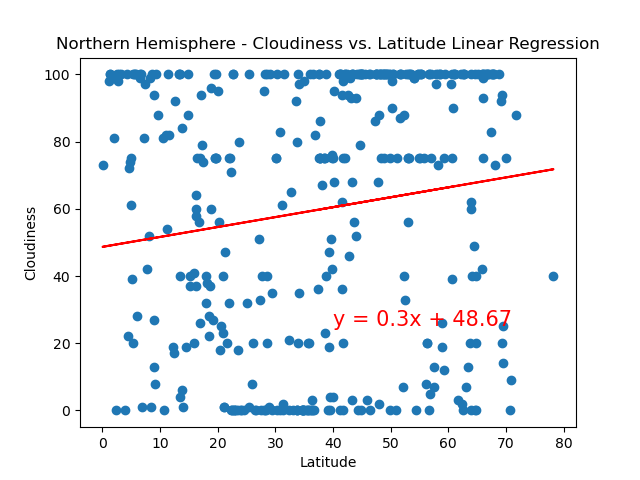 Northern Hemisphere - Cloudiness vs. Latitude Linear Regression
100
80
60
40
20
0
Cloudiness
y = 0.3x + 48.67
0 10 20 30 40 50 60 70 80
Latitude